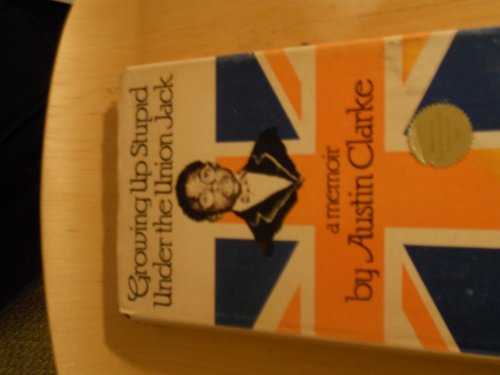 Growing Up Stupid
Under the Union Jack
a memoir
by Austin Clarke